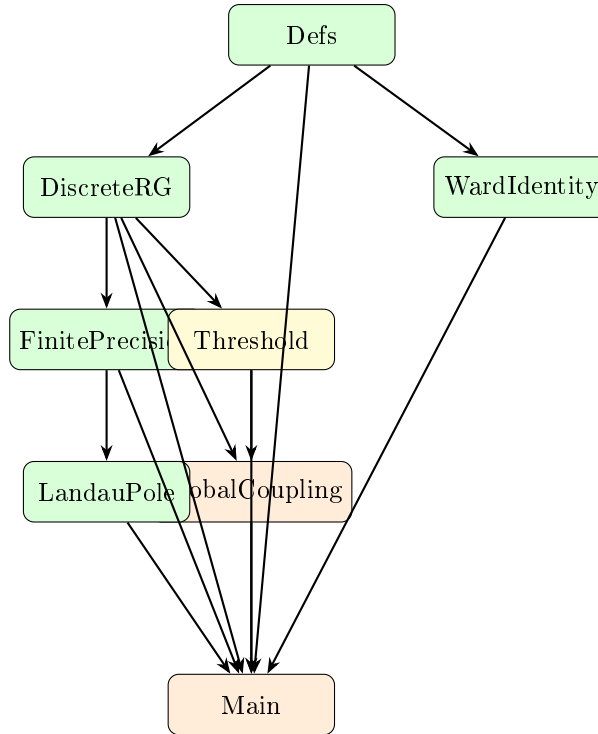 Defs
DiscreteRG
WardIdentity
FinitePrecisi
Threshold
LandauPole
obalCoupling
Main